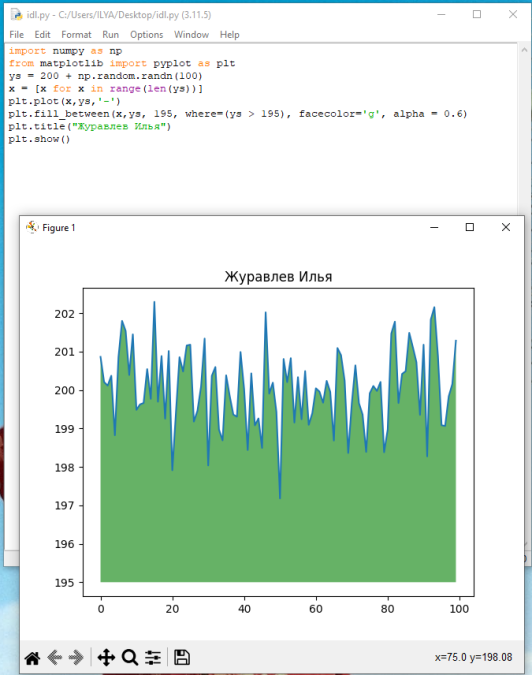 idl.py - C:/Users/ILYA/Desktop/idl.py (3.11.5)
File Edit Format Run Options Window Help
import numpy as np
from matplotlib import pyplot as plt
ys = 200 + np.random.randn(100)
x = [x for x in range(len(ys))]
plt.plot(x,ys,'-')
plt.fill_between(x,ys, 195, where=(ys > 195), facecolor='g', alpha = 0.6)
plt.title("Журавлев Илья")
plt.show()
Figure 1
Журавлев Илья
202
201
200
199
198
197
196
195
0 20 40 60 80 100
x=75.0 y=198.08